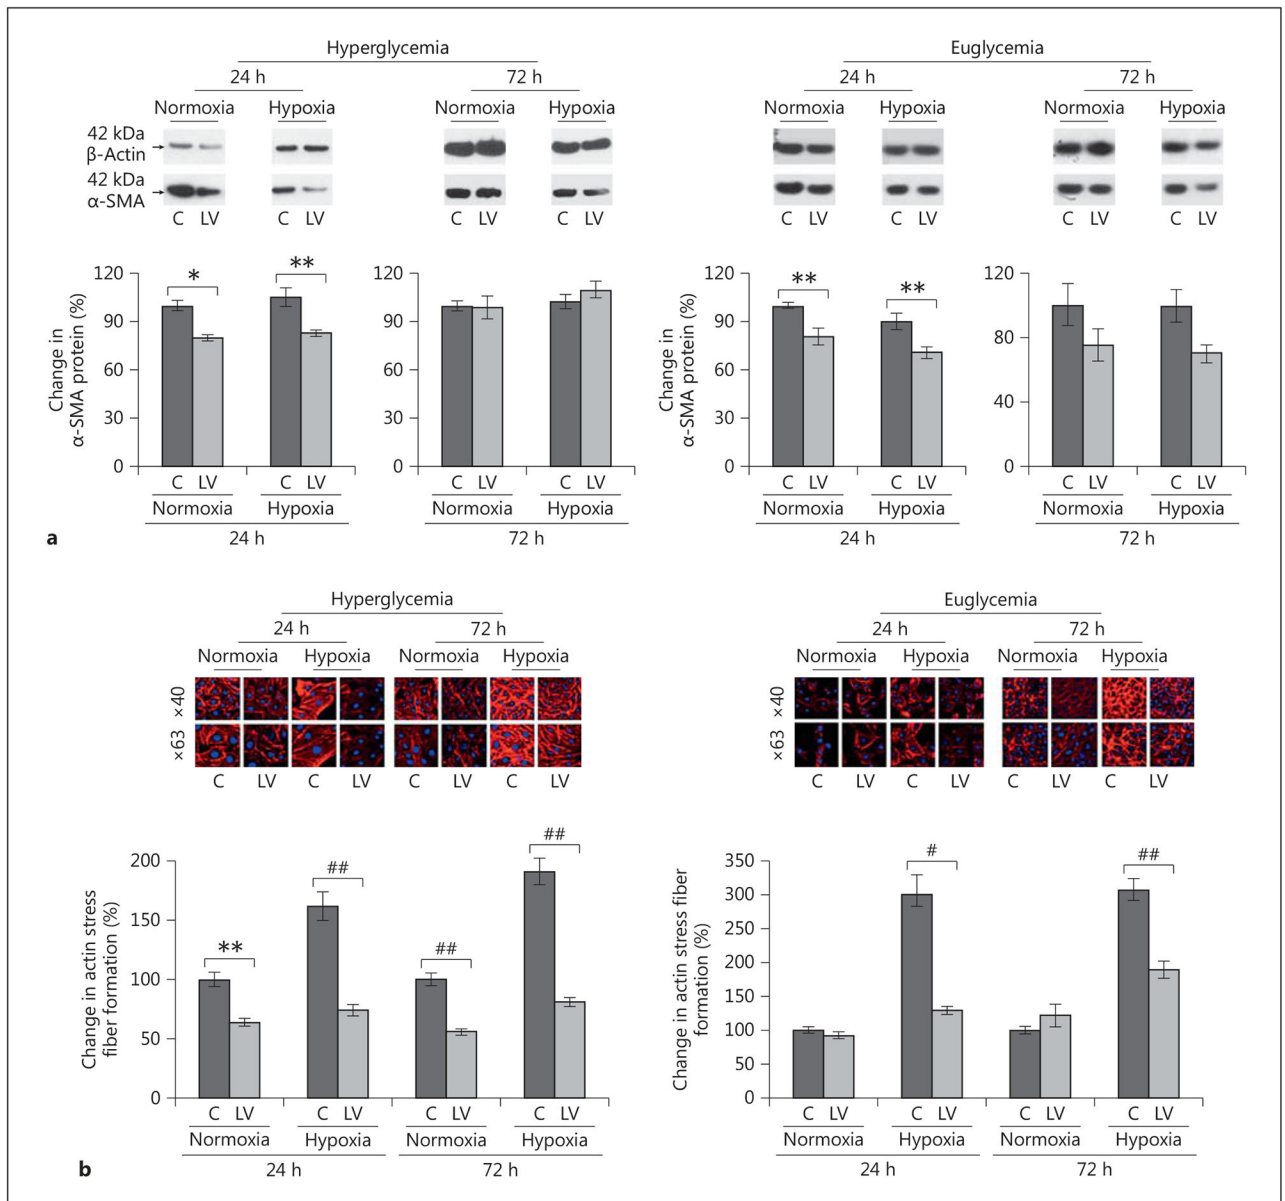 Hyperglycemia Euglycemia
24 h 72 h 24 h 72 h
Normoxia Hypoxia Normoxia Hypoxia Normoxia Hypoxia Normoxia Hypoxia
42 kDa
β-Actin
42 kDa
α-SMA
C LV C LV C LV C LV C LV C LV C LV C LV
Change in
α-SMA protein (%)
120
90
60
30
0
* **
C LV C LV
Normoxia Hypoxia
24 h
120
90
60
30
0
C LV C LV
Normoxia Hypoxia
72 h
Change in
α-SMA protein (%)
120
90
60
30
0
** **
C LV C LV
Normoxia Hypoxia
24 h
120
80
40
0
C LV C LV
Normoxia Hypoxia
72 h
a
Hyperglycemia Euglycemia
24 h 72 h 24 h 72 h
Normoxia Hypoxia Normoxia Hypoxia Normoxia Hypoxia Normoxia Hypoxia
×40 ×40
×63 ×63
C LV C LV C LV C LV C LV C LV C LV C LV
Change in actin stress
fiber formation (%)
200
150
100
50
0
** ## ## ##
C LV C LV C LV C LV
Normoxia Hypoxia Normoxia Hypoxia
24 h 72 h
Change in actin stress fiber
formation (%)
350
300
250
200
150
100
50
0
# ##
C LV C LV C LV C LV
Normoxia Hypoxia Normoxia Hypoxia
24 h 72 h
b